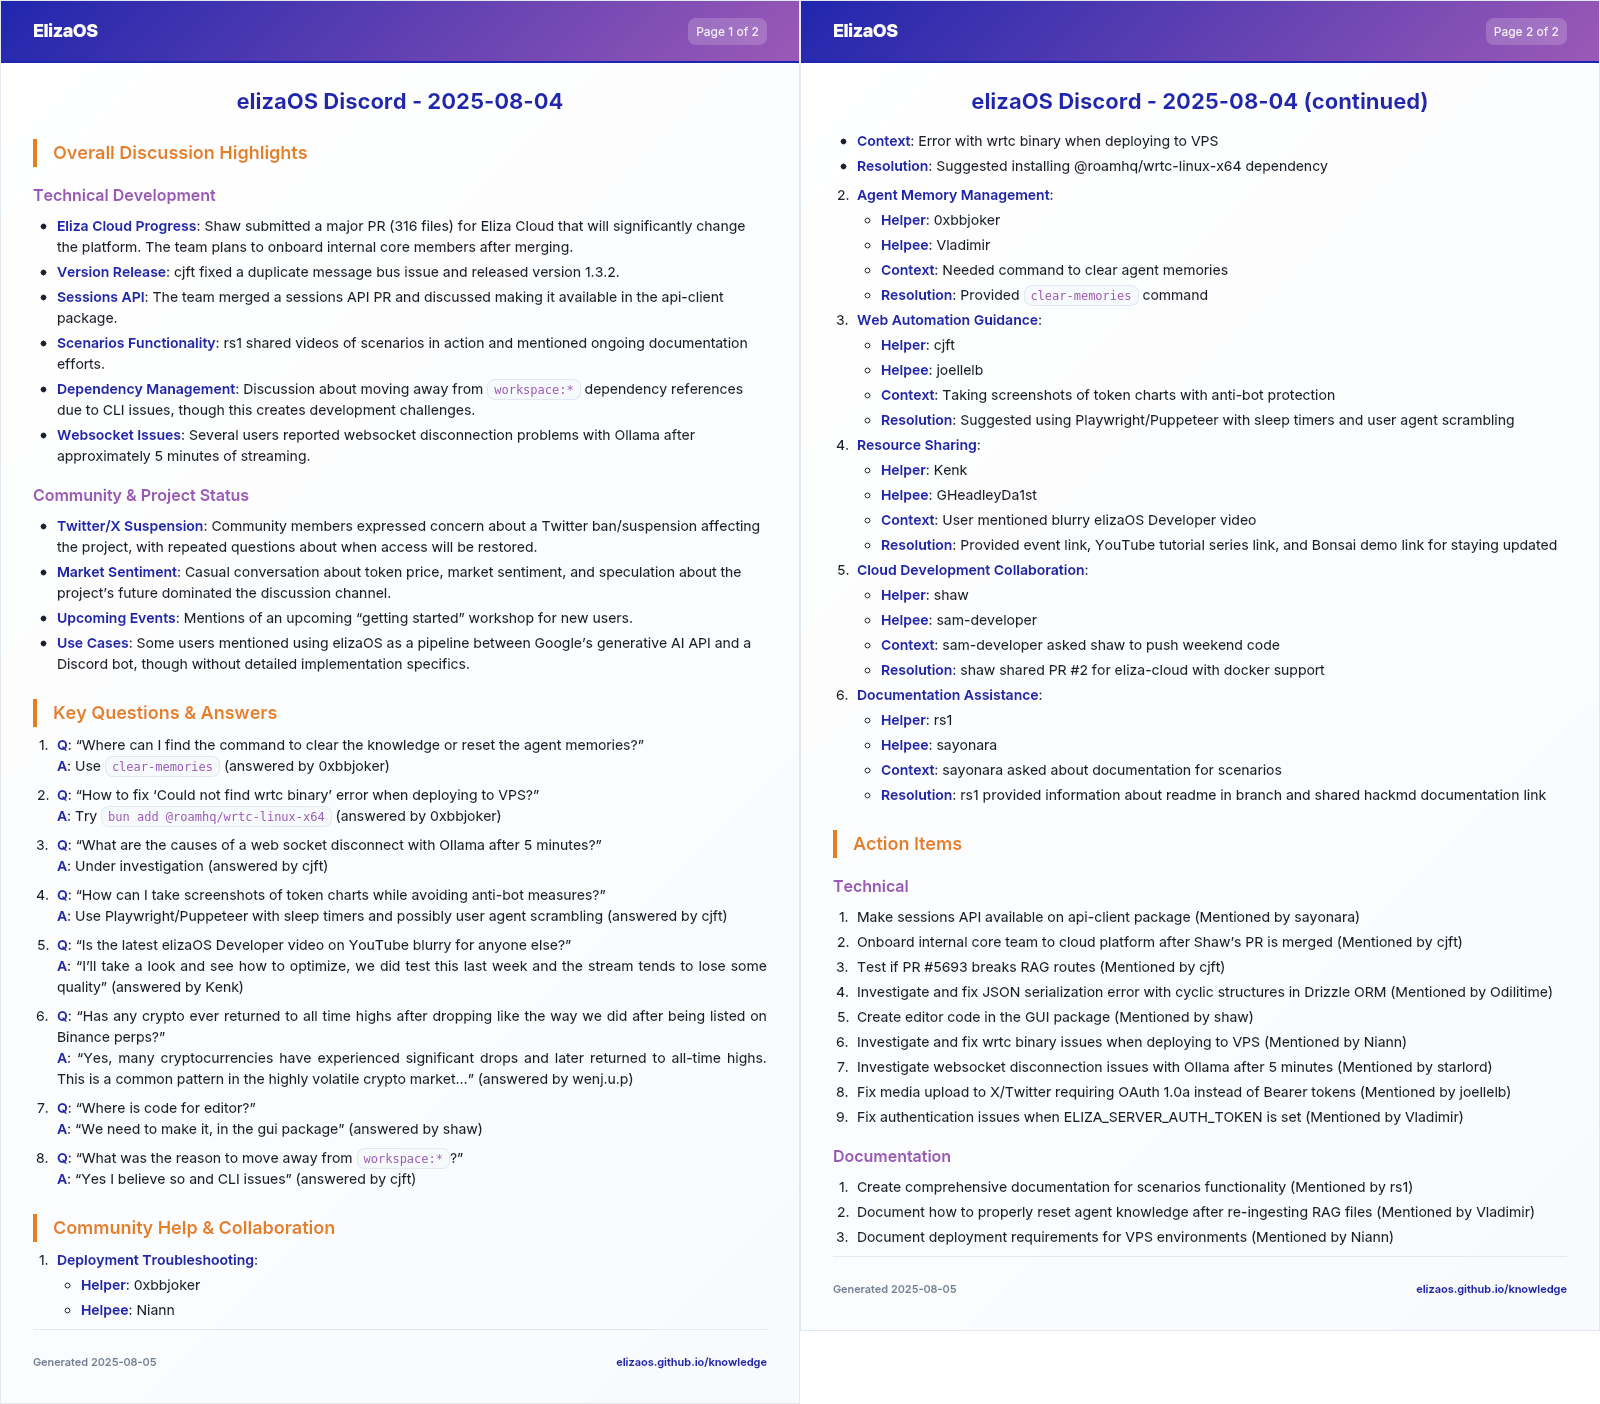 ElizaOS
Page 1 of 2
elizaOS Discord - 2025-08-04
Overall Discussion Highlights
Technical Development
• Eliza Cloud Progress: Shaw submitted a major PR (316 files) for Eliza Cloud that will significantly change
the platform. The team plans to onboard internal core members after merging.
• Version Release: cjft fixed a duplicate message bus issue and released version 1.3.2.
• Sessions API: The team merged a sessions API PR and discussed making it available in the api-client
package.
• Scenarios Functionality: rs1 shared videos of scenarios in action and mentioned ongoing documentation
efforts.
• Dependency Management: Discussion about moving away from workspace:* dependency references
due to CLI issues, though this creates development challenges.
• Websocket Issues: Several users reported websocket disconnection problems with Ollama after
approximately 5 minutes of streaming.
Community & Project Status
• Twitter/X Suspension: Community members expressed concern about a Twitter ban/suspension affecting
the project, with repeated questions about when access will be restored.
• Market Sentiment: Casual conversation about token price, market sentiment, and speculation about the
project’s future dominated the discussion channel.
• Upcoming Events: Mentions of an upcoming “getting started” workshop for new users.
• Use Cases: Some users mentioned using elizaOS as a pipeline between Google’s generative AI API and a
Discord bot, though without detailed implementation specifics.
Key Questions & Answers
1. Q: “Where can I find the command to clear the knowledge or reset the agent memories?”
A: Use clear-memories (answered by 0xbbjoker)
2. Q: “How to fix ‘Could not find wrtc binary’ error when deploying to VPS?”
A: Try bun add @roamhq/wrtc-linux-x64 (answered by 0xbbjoker)
3. Q: “What are the causes of a web socket disconnect with Ollama after 5 minutes?”
A: Under investigation (answered by cjft)
4. Q: “How can I take screenshots of token charts while avoiding anti-bot measures?”
A: Use Playwright/Puppeteer with sleep timers and possibly user agent scrambling (answered by cjft)
5. Q: “Is the latest elizaOS Developer video on YouTube blurry for anyone else?”
A: “I’ll take a look and see how to optimize, we did test this last week and the stream tends to lose some
quality” (answered by Kenk)
6. Q: “Has any crypto ever returned to all time highs after dropping like the way we did after being listed on
Binance perps?”
A: “Yes, many cryptocurrencies have experienced significant drops and later returned to all-time highs.
This is a common pattern in the highly volatile crypto market…” (answered by wenj.u.p)
7. Q: “Where is code for editor?”
A: “We need to make it, in the gui package” (answered by shaw)
8. Q: “What was the reason to move away from workspace:*?”
A: “Yes I believe so and CLI issues” (answered by cjft)
Community Help & Collaboration
1. Deployment Troubleshooting:
◦ Helper: 0xbbjoker
◦ Helpee: Niann
Generated 2025-08-05
elizaos.github.io/knowledge
ElizaOS
Page 2 of 2
elizaOS Discord - 2025-08-04 (continued)
• Context: Error with wrtc binary when deploying to VPS
• Resolution: Suggested installing @roamhq/wrtc-linux-x64 dependency
2. Agent Memory Management:
◦ Helper: 0xbbjoker
◦ Helpee: Vladimir
◦ Context: Needed command to clear agent memories
◦ Resolution: Provided clear-memories command
3. Web Automation Guidance:
◦ Helper: cjft
◦ Helpee: joellelb
◦ Context: Taking screenshots of token charts with anti-bot protection
◦ Resolution: Suggested using Playwright/Puppeteer with sleep timers and user agent scrambling
4. Resource Sharing:
◦ Helper: Kenk
◦ Helpee: GHeadleyDa1st
◦ Context: User mentioned blurry elizaOS Developer video
◦ Resolution: Provided event link, YouTube tutorial series link, and Bonsai demo link for staying updated
5. Cloud Development Collaboration:
◦ Helper: shaw
◦ Helpee: sam-developer
◦ Context: sam-developer asked shaw to push weekend code
◦ Resolution: shaw shared PR #2 for eliza-cloud with docker support
6. Documentation Assistance:
◦ Helper: rs1
◦ Helpee: sayonara
◦ Context: sayonara asked about documentation for scenarios
◦ Resolution: rs1 provided information about readme in branch and shared hackmd documentation link
Action Items
Technical
1. Make sessions API available on api-client package (Mentioned by sayonara)
2. Onboard internal core team to cloud platform after Shaw’s PR is merged (Mentioned by cjft)
3. Test if PR #5693 breaks RAG routes (Mentioned by cjft)
4. Investigate and fix JSON serialization error with cyclic structures in Drizzle ORM (Mentioned by Odilitime)
5. Create editor code in the GUI package (Mentioned by shaw)
6. Investigate and fix wrtc binary issues when deploying to VPS (Mentioned by Niann)
7. Investigate websocket disconnection issues with Ollama after 5 minutes (Mentioned by starlord)
8. Fix media upload to X/Twitter requiring OAuth 1.0a instead of Bearer tokens (Mentioned by joellelb)
9. Fix authentication issues when ELIZA_SERVER_AUTH_TOKEN is set (Mentioned by Vladimir)
Documentation
1. Create comprehensive documentation for scenarios functionality (Mentioned by rs1)
2. Document how to properly reset agent knowledge after re-ingesting RAG files (Mentioned by Vladimir)
3. Document deployment requirements for VPS environments (Mentioned by Niann)
Generated 2025-08-05
elizaos.github.io/knowledge